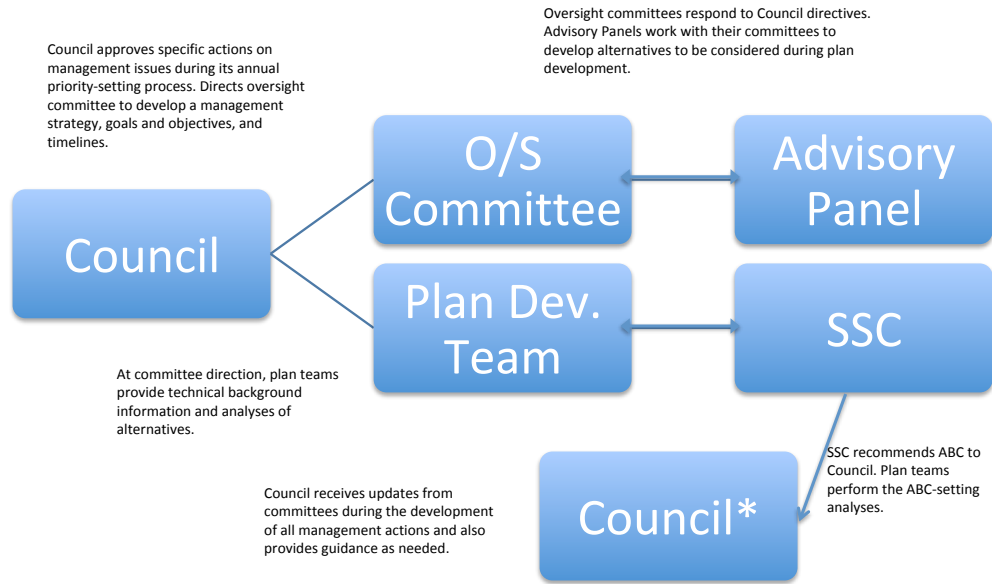 Oversight committees respond to Council directives.
Advisory Panels work with their committees to
develop alternatives to be considered during plan
development.
Council approves specific actions on
management issues during its annual
priority-setting process. Directs oversight
committee to develop a management
strategy, goals and objectives, and
timelines.
O/S
Committee
Advisory
Panel
Council
Plan Dev.
Team
SSC
At committee direction, plan teams
provide technical background
information and analyses of
alternatives.
SSC recommends ABC to
Council. Plan teams
perform the ABC-setting
analyses.
Council receives updates from
committees during the development
of all management actions and also
provides guidance as needed.
Council*